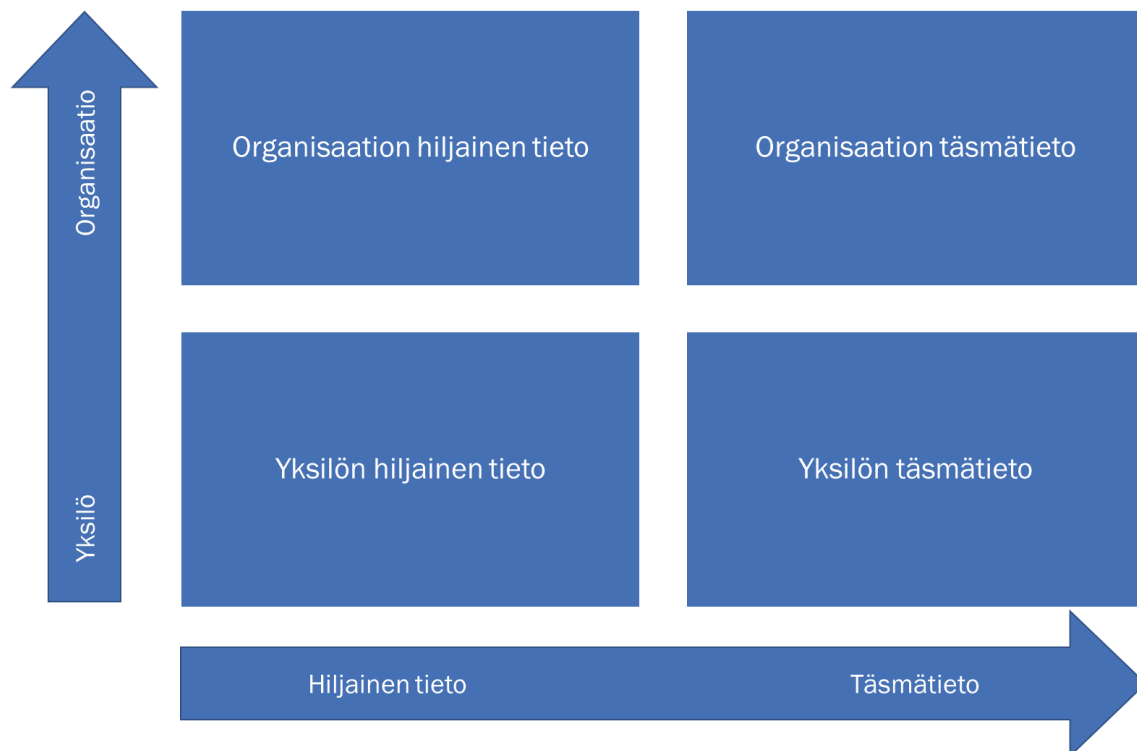 Organisaatio
Organisaation hiljainen tieto
Organisaation täsmätieto
Yksilö
Yksilön hiljainen tieto
Yksilön täsmätieto
Hiljainen tieto
Täsmätieto